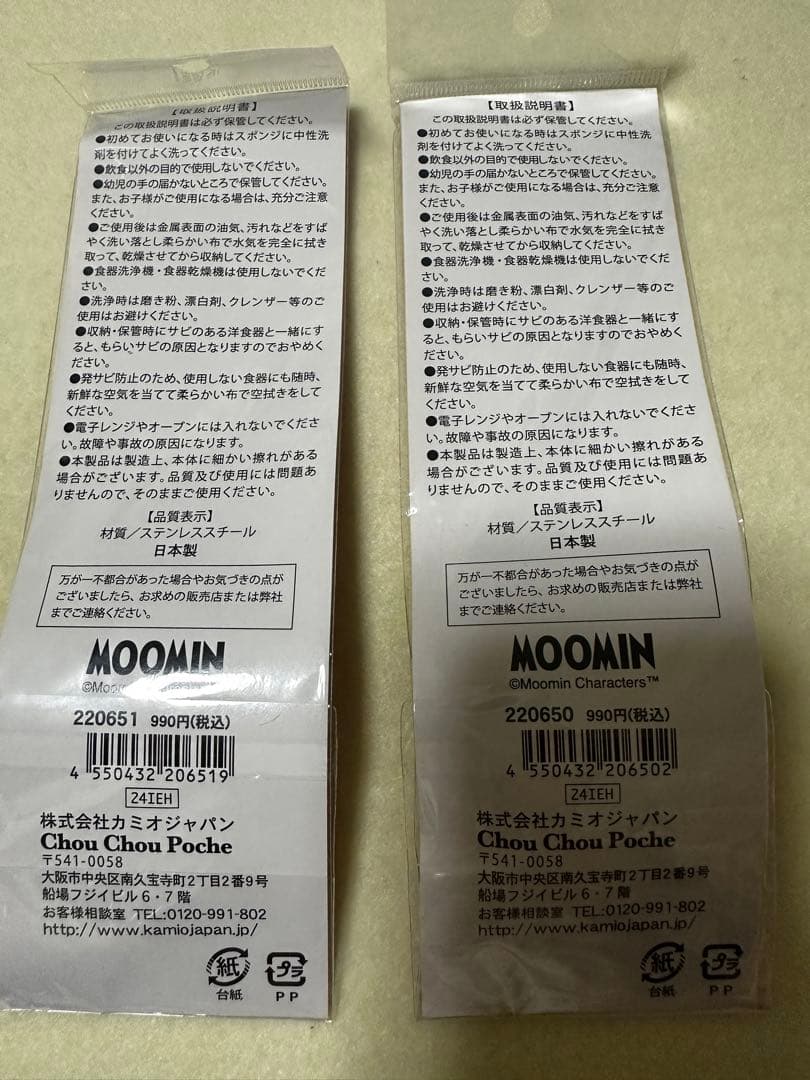 【取扱説明書】
この取扱説明書は必ず保管してください。
●初めてお使いになる時はスポンジに中性洗
剤を付けてよく洗ってください。
●飲食以外の目的で使用しないでください。
●幼児の手の届かないところで保管してください。
また、お子様がご使用になる場合は、充分ご注意
ください。
●ご使用後は金属表面の油気、汚れなどをすば
やく洗い落とし柔らかい布で水気を完全に拭き
取って、乾燥させてから収納してください。
●食器洗浄機・食器乾燥機は使用しないでくだ
さい。
●洗浄時は磨き粉、漂白剤、クレンザー等のご
使用はお避けください。
●収納・保管時にサビのある洋食器と一緒にす
ると、もらいサビの原因となりますのでおやめく
ださい。
●発サビ防止のため、使用しない食器にも随時、
新鮮な空気を当てて柔らかい布で空拭きをして
ください。
●電子レンジやオーブンには入れないでくださ
い。故障や事故の原因になります。
●本製品は製造上、本体に細かい擦れがある
場合がございます。品質及び使用には問題あ
りませんので、そのままご使用ください。
【品質表示】
材質／ステンレススチール
日本製
万が一不都合があった場合やお気づきの点が
ございましたら、お求めの販売店または弊社
までご連絡ください。
MOOMIN
©Moomin
220651 990円(税込)
4 550432 206519
24IEH
株式会社カミオジャパン
Chou Chou Poche
〒541-0058
大阪市中央区南久宝寺町2丁目2番9号
船場フジイビル6・7階
お客様相談室 TEL:0120-991-802
http://www.kamiojapan.jp/
紙
台紙
プラ
PP
【取扱説明書】
この取扱説明書は必ず保管してください。
●初めてお使いになる時はスポンジに中性洗
剤を付けてよく洗ってください。
●飲食以外の目的で使用しないでください。
●幼児の手の届かないところで保管してください。
また、お子様がご使用になる場合は、充分ご注意
ください。
●ご使用後は金属表面の油気、汚れなどをすば
やく洗い落とし柔らかい布で水気を完全に拭き
取って、乾燥させてから収納してください。
●食器洗浄機・食器乾燥機は使用しないでくだ
さい。
●洗浄時は磨き粉、漂白剤、クレンザー等のご
使用はお避けください。
●収納・保管時にサビのある洋食器と一緒にす
ると、もらいサビの原因となりますのでおやめく
ださい。
●発サビ防止のため、使用しない食器にも随時、
新鮮な空気を当てて柔らかい布で空拭きをして
ください。
●電子レンジやオーブンには入れないでくださ
い。故障や事故の原因になります。
●本製品は製造上、本体に細かい擦れがある
場合がございます。品質及び使用には問題あ
りませんので、そのままご使用ください。
【品質表示】
材質／ステンレススチール
日本製
万が一不都合があった場合やお気づきの点が
ございましたら、お求めの販売店または弊社
までご連絡ください。
MOOMIN
©Moomin Characters™
220650 990円(税込)
4 550432 206502
24IEH
株式会社カミオジャパン
Chou Chou Poche
〒541-0058
大阪市中央区南久宝寺町2丁目2番9号
船場フジイビル6・7階
お客様相談室 TEL:0120-991-802
http://www.kamiojapan.jp/
紙
台紙
プラ
PP